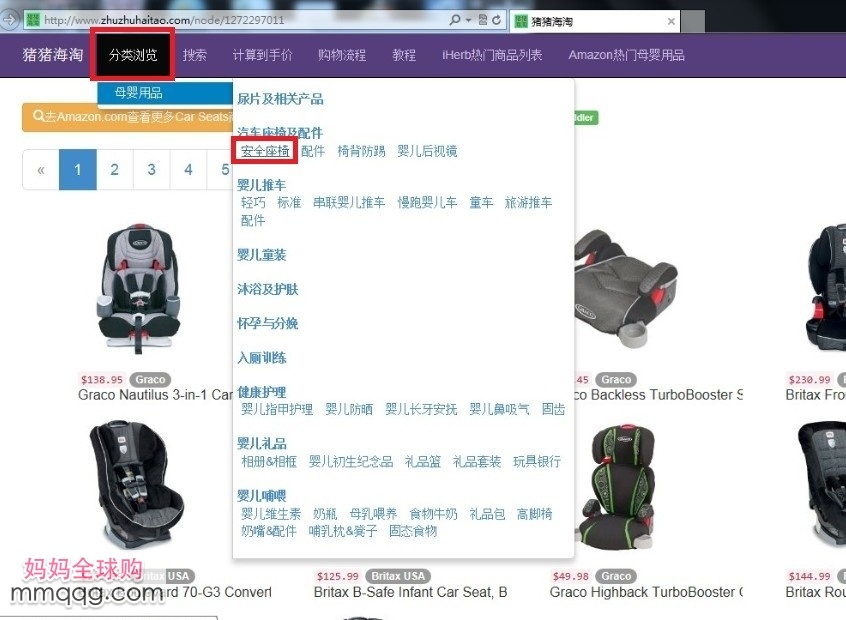 http://www.zhuzhuhaitao.com/node/1272297011
猪猪海淘
猪猪海淘 分类浏览 搜索 计算到手价 购物流程 教程 iHerb热门商品列表 Amazon热门母婴用品
母婴用品
去Amazon.com查看更多Car Seats
« 1 2 3 4 5
尿片及相关产品
汽车座椅及配件
安全座椅 配件 椅背防踢 婴儿后视镜
婴儿推车
轻巧 标准 串联婴儿推车 慢跑婴儿车 童车 旅游推车
配件
婴儿童装
沐浴及护肤
怀孕与分娩
入厕训练
健康护理
婴儿指甲护理 婴儿防晒 婴儿长牙安抚 婴儿鼻吸气 固齿
婴儿礼品
相册&相框 婴儿初生纪念品 礼品篮 礼品套装 玩具银行
婴儿哺喂
婴儿维生素 奶瓶 母乳喂养 食物牛奶 礼品包 高脚椅
奶嘴&配件 哺乳枕&凳子 固态食物
dler
$138.95 Graco
Graco Nautilus 3-in-1 Car
45 Graco
co Backless TurboBooster S
$230.99
Britax Fro
Britax USA
70-G3 Convert
$125.99 Britax USA
Britax B-Safe Infant Car Seat, B
$49.98 Graco
Graco Highback TurboBooster C
$144.99
Britax Rou
妈妈全球购
mmqqg.com